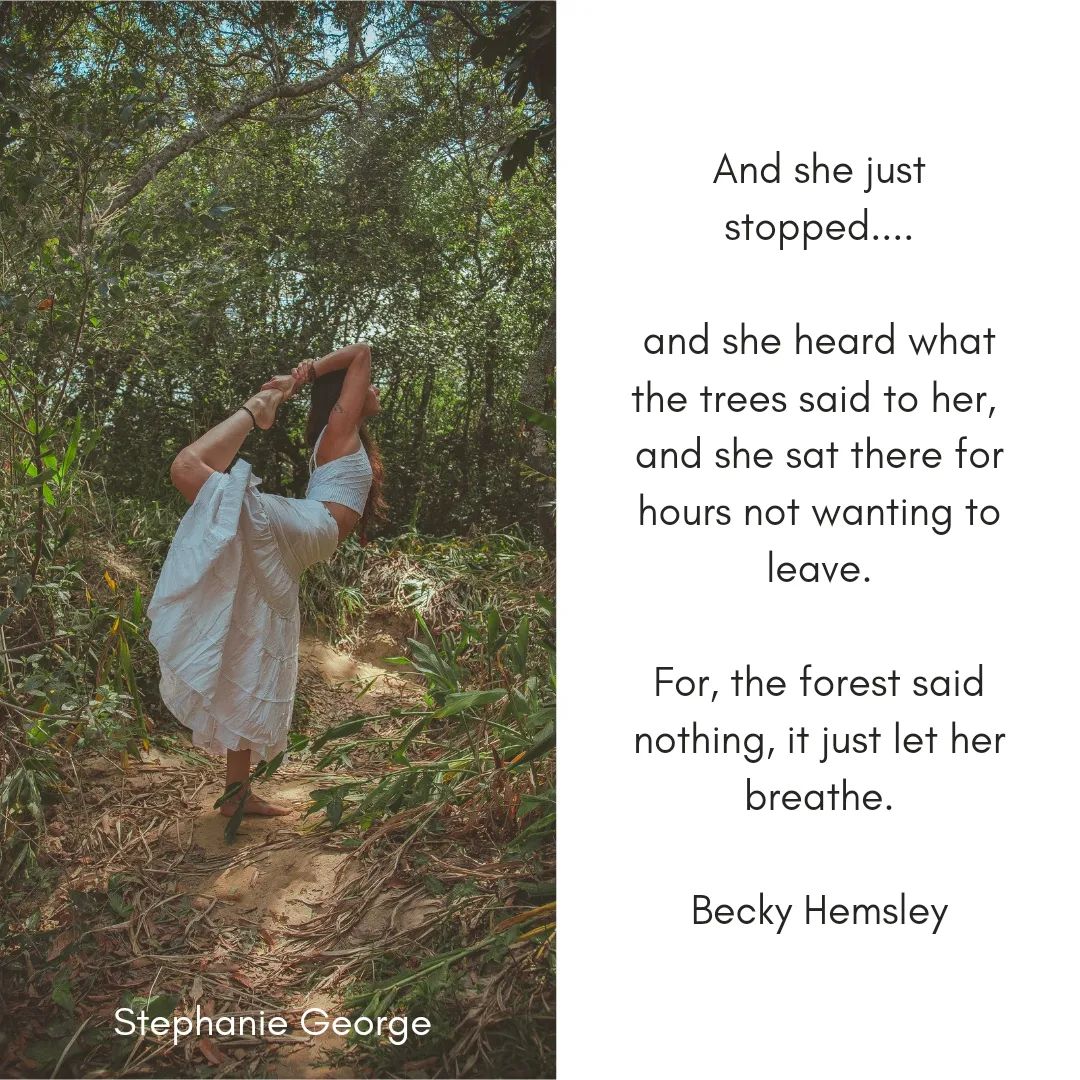 And she just
stopped....
and she heard what
the trees said to her,
and she sat there for
hours not wanting to
leave.
For, the forest said
nothing, it just let her
breathe.
Becky Hemsley
Stephanie George